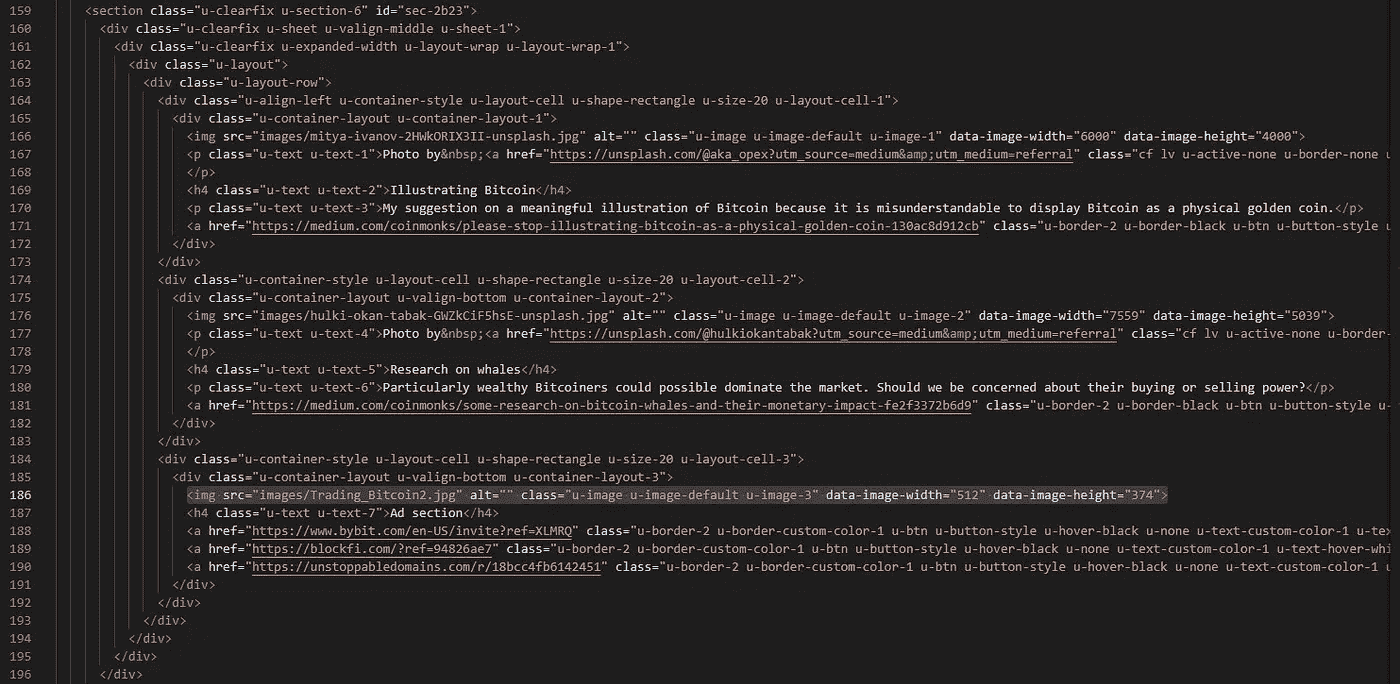 159 <section class="u-clearfix u-section-6" id="sec-2b23">
160 <div class="u-clearfix u-sheet u-valign-middle u-sheet-1">
161 <div class="u-clearfix u-expanded-width u-layout-wrap u-layout-wrap-1">
162 <div class="u-layout">
163 <div class="u-layout-row">
164 <div class="u-align-left u-container-style u-layout-cell u-shape-rectangle u-size-20 u-layout-cell-1">
165 <div class="u-container-layout u-container-layout-1">
166 <img src="images/mitya-ivanov-2HWkORIX3II-unsplash.jpg" alt="" class="u-image u-image-default u-image-1" data-image-width="6000" data-image-height="4000">
167 <p class="u-text u-text-1">Photo by&nbsp;<a href="https://unsplash.com/@aka_opex?utm_source=medium&amp;utm_medium=referral" class="cf lv u-active-none u-border-none u
168 </p>
169 <h4 class="u-text u-text-2">Illustrating Bitcoin</h4>
170 <p class="u-text u-text-3">My suggestion on a meaningful illustration of Bitcoin because it is misunderstandable to display Bitcoin as a physical golden coin.</p>
171 <a href="https://medium.com/coinmonks/please-stop-illustrating-bitcoin-as-a-physical-golden-coin-130ac8d912cb" class="u-border-2 u-border-black u-btn u-button-style u
172 </div>
173 </div>
174 <div class="u-container-style u-layout-cell u-shape-rectangle u-size-20 u-layout-cell-2">
175 <div class="u-container-layout u-valign-bottom u-container-layout-2">
176 <img src="images/hulki-okan-tabak-GWZkCiF5hsE-unsplash.jpg" alt="" class="u-image u-image-default u-image-2" data-image-width="7559" data-image-height="5039">
177 <p class="u-text u-text-4">Photo by&nbsp;<a href="https://unsplash.com/@hulkiokantabak?utm_source=medium&amp;utm_medium=referral" class="cf lv u-active-none u-border-
178 </p>
179 <h4 class="u-text u-text-5">Research on whales</h4>
180 <p class="u-text u-text-6">Particularly wealthy Bitcoiners could possible dominate the market. Should we be concerned about their buying or selling power?</p>
181 <a href="https://medium.com/coinmonks/some-research-on-bitcoin-whales-and-their-monetary-impact-fe2f3372b6d9" class="u-border-2 u-border-black u-btn u-button-style u-
182 </div>
183 </div>
184 <div class="u-container-style u-layout-cell u-shape-rectangle u-size-20 u-layout-cell-3">
185 <div class="u-container-layout u-valign-bottom u-container-layout-3">
186 <img src="images/Trading_Bitcoin2.jpg" alt="" class="u-image u-image-default u-image-3" data-image-width="512" data-image-height="374">
187 <h4 class="u-text u-text-7">Ad section</h4>
188 <a href="https://www.bybit.com/en-US/invite?ref=XLMRQ" class="u-border-2 u-border-custom-color-1 u-btn u-button-style u-hover-black u-none u-text-custom-color-1 u-tex
189 <a href="https://blockfi.com/?ref=94826ae7" class="u-border-2 u-border-custom-color-1 u-btn u-button-style u-hover-black u-none u-text-custom-color-1 u-text-hover-whi
190 <a href="https://unstoppabledomains.com/r/18bcc4fb6142451" class="u-border-2 u-border-custom-color-1 u-btn u-button-style u-hover-black u-none u-text-custom-color-1 u
191 </div>
192 </div>
193 </div>
194 </div>
195 </div>
196 </div>